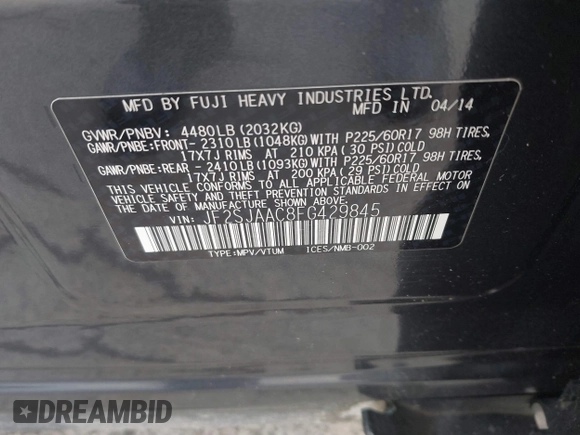 MFD BY FUJI HEAVY INDUSTRIES LTD.
MFD IN 04/14
GVWR/PNBV: 4480LB (2032KG)
GAWR/PNBE:FRONT- 2310LB (1048KG) WITH P225/60R17 98H TIRES
17X7J RIMS AT 210 KPA (30 PSI) COLD
GAWR/PNBE:REAR - 2410LB (1093KG) WITH P225/60R17 98H TIRES
17X7J RIMS AT 200 KPA (29 PSI) COLD
THIS VEHICLE CONFORMS TO ALL APPLICABLE FEDERAL MOTOR
VEHICLE SAFETY STANDARDS IN EFFECT ON THE DATE OF
MANUFACTURE SHOWN ABOVE.
VIN: JF2SJAAC8FG429845
TYPE:MPV/VTUM ICES/NMB-002
DREAMBID